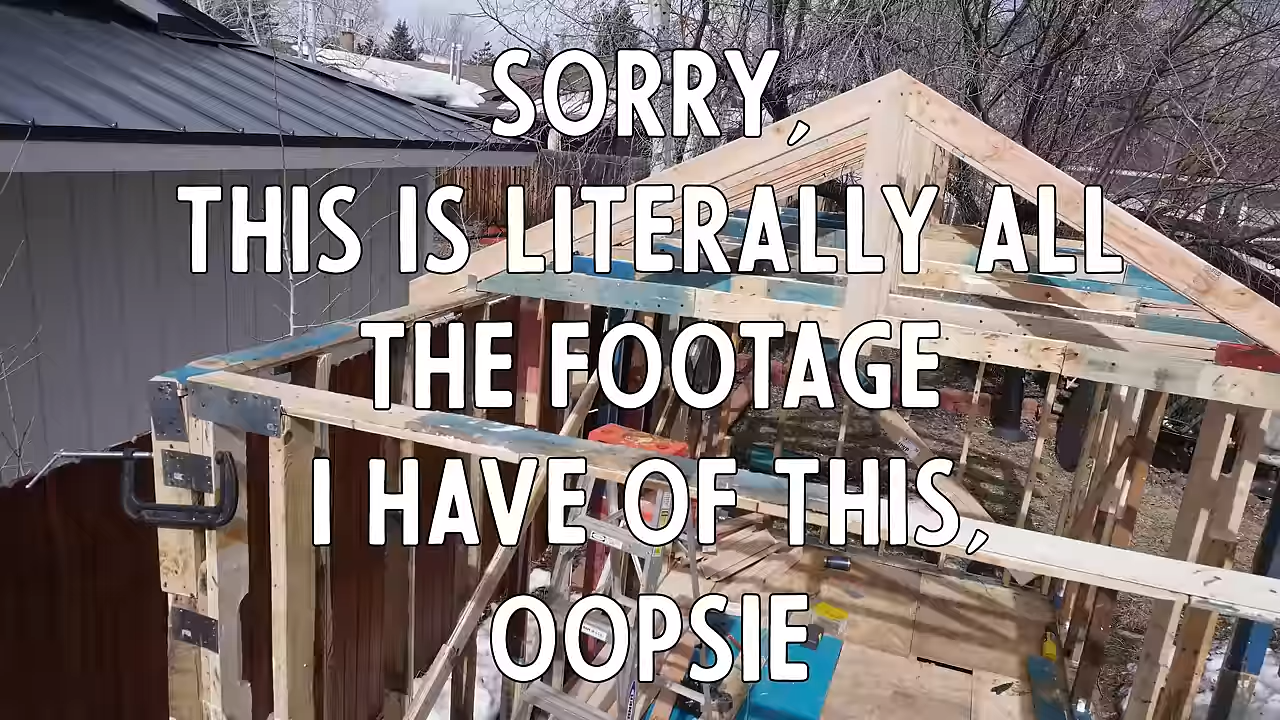 SORRY,
THIS IS LITERALLY ALL
THE FOOTAGE
I HAVE OF THIS,
OOPSIE